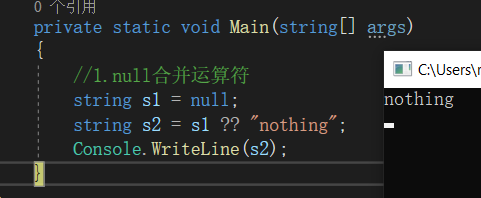 0 个引用
private static void Main(string[] args)
{
//1.null合并运算符
string s1 = null;
string s2 = s1 ?? "nothing";
Console.WriteLine(s2);
}
C:\Users\
nothing